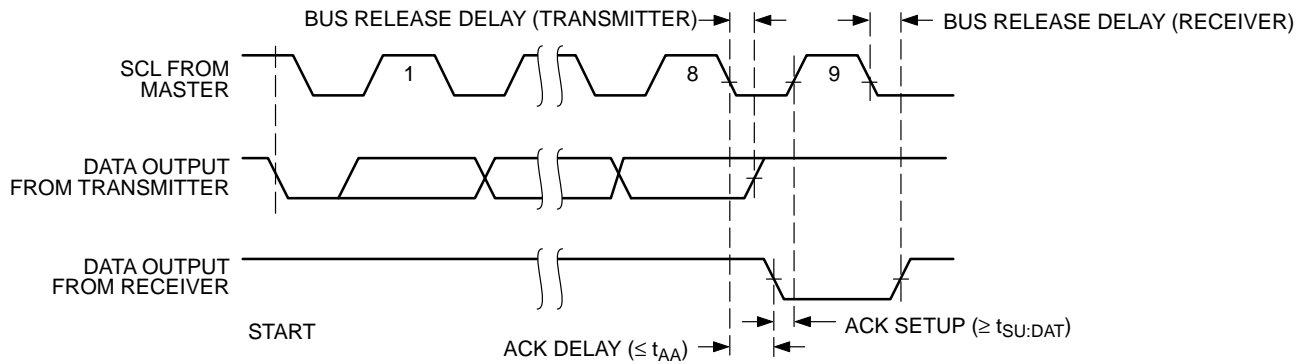 BUS RELEASE DELAY (TRANSMITTER)
BUS RELEASE DELAY (RECEIVER)
SCL FROM
MASTER
1
8
9
DATA OUTPUT
FROM TRANSMITTER
DATA OUTPUT
FROM RECEIVER
START
ACK SETUP (≥ tSU:DAT)
ACK DELAY (≤ tAA)